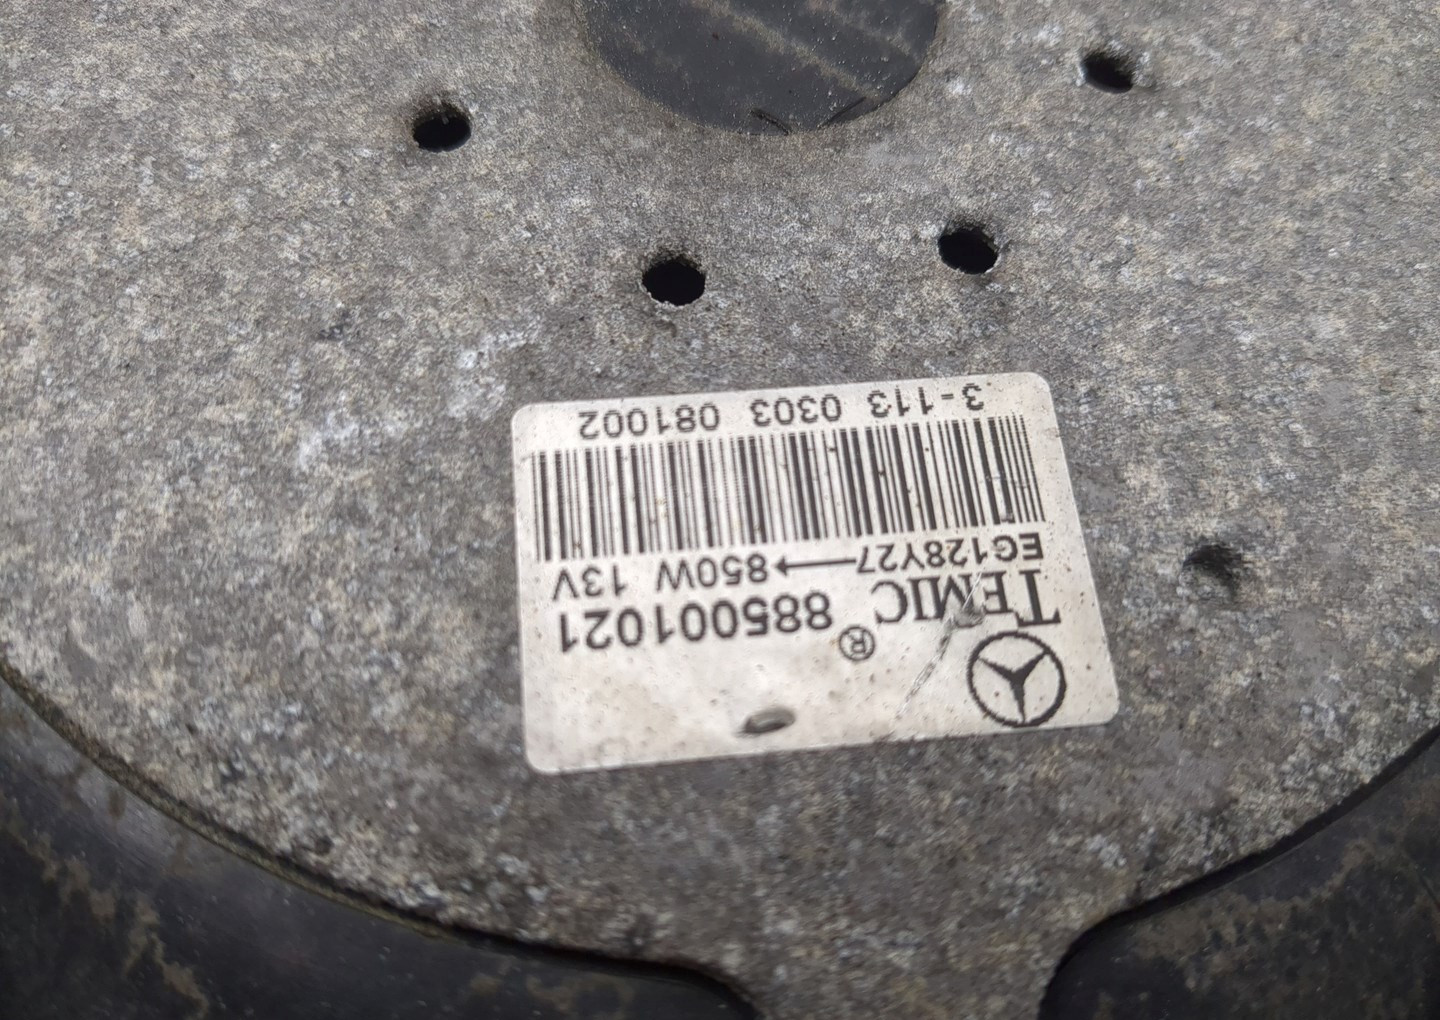 TEMIC® 885001021
EG128Y27 → 850W 13V
3-113 0303 081002